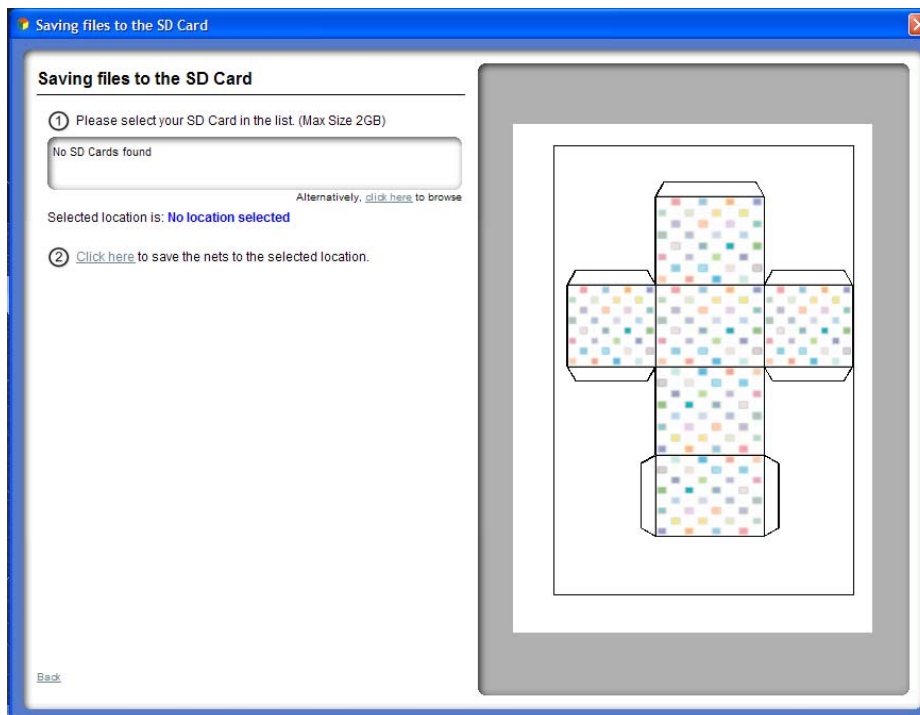 Saving files to the SD Card
Saving files to the SD Card
1 Please select your SD Card in the list. (Max Size 2GB)
No SD Cards found
Alternatively, click here to browse
Selected location is: No location selected
2 Click here to save the nets to the selected location.
Back